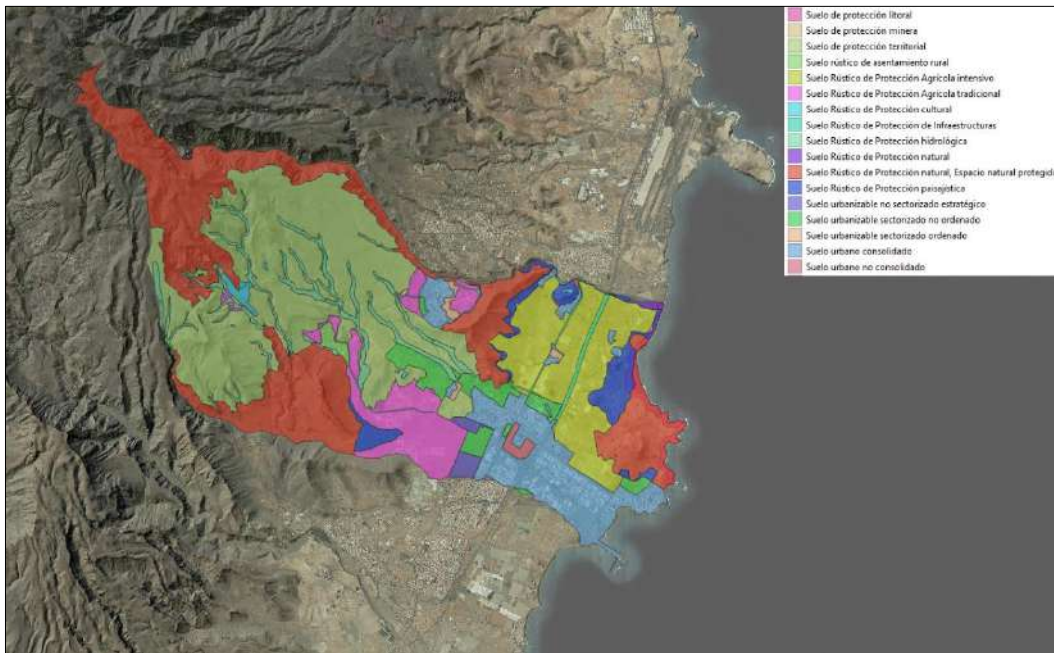 Suelo de protección litoral
Suelo de protección minera
Suelo de protección territorial
Suelo rústico de asentamiento rural
Suelo Rústico de Protección Agrícola intensivo
Suelo Rústico de Protección Agrícola tradicional
Suelo Rústico de Protección cultural
Suelo Rústico de Protección de Infraestructuras
Suelo Rústico de Protección hidrológica
Suelo Rústico de Protección natural
Suelo Rústico de Protección natural, Espacio natural protegido
Suelo Rústico de Protección paisajística
Suelo urbanizable no sectorizado estratégico
Suelo urbanizable sectorizado no ordenado
Suelo urbanizable sectorizado ordenado
Suelo urbano consolidado
Suelo urbano no consolidado